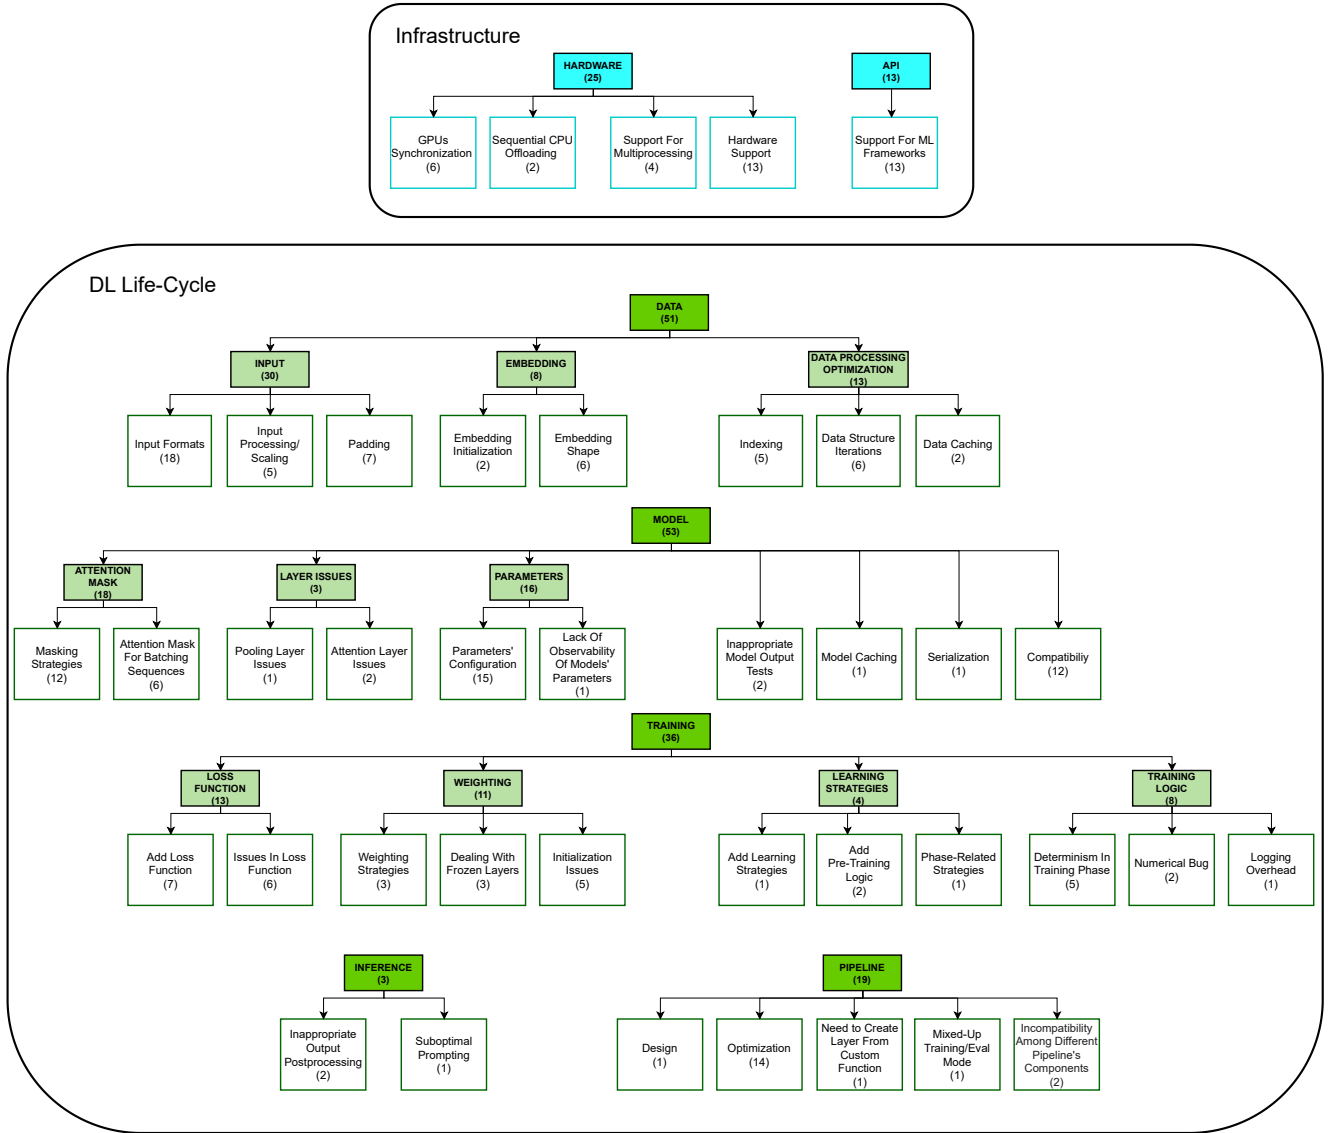 Infrastructure
HARDWARE
(25)
API
(13)
GPUs
Synchronization
(6)
Sequential CPU
Offloading
(2)
Support For
Multiprocessing
(4)
Hardware
Support
(13)
Support For ML
Frameworks
(13)
DL Life-Cycle
DATA
(51)
INPUT
(30)
EMBEDDING
(8)
DATA PROCESSING
OPTIMIZATION
(13)
Input Formats
(18)
Input
Processing/
Scaling
(5)
Padding
(7)
Embedding
Initialization
(2)
Embedding
Shape
(6)
Indexing
(5)
Data Structure
Iterations
(6)
Data Caching
(2)
MODEL
(53)
ATTENTION
MASK
(18)
LAYER ISSUES
(3)
PARAMETERS
(16)
Masking
Strategies
(12)
Attention Mask
For Batching
Sequences
(6)
Pooling Layer
Issues
(1)
Attention Layer
Issues
(2)
Parameters'
Configuration
(15)
Lack Of
Observability
Of Models'
Parameters
(1)
Inappropriate
Model Output
Tests
(2)
Model Caching
(1)
Serialization
(1)
Compatibiliy
(12)
TRAINING
(36)
LOSS
FUNCTION
(13)
WEIGHTING
(11)
LEARNING
STRATEGIES
(4)
TRAINING
LOGIC
(8)
Add Loss
Function
(7)
Issues In Loss
Function
(6)
Weighting
Strategies
(3)
Dealing With
Frozen Layers
(3)
Initialization
Issues
(5)
Add Learning
Strategies
(1)
Add
Pre-Training
Logic
(2)
Phase-Related
Strategies
(1)
Determinism In
Training Phase
(5)
Numerical Bug
(2)
Logging
Overhead
(1)
INFERENCE
(3)
PIPELINE
(19)
Inappropriate
Output
Postprocessing
(2)
Suboptimal
Prompting
(1)
Design
(1)
Optimization
(14)
Need to Create
Layer From
Custom
Function
(1)
Mixed-Up
Training/Eval
Mode
(1)
Incompatibility
Among Different
Pipeline's
Components
(2)